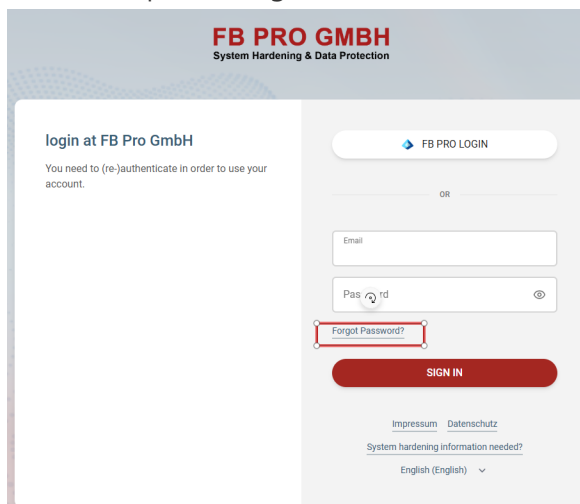 FB PRO GMBH
System Hardening & Data Protection
login at FB Pro GmbH
You need to (re-)authenticate in order to use your
account.
FB PRO LOGIN
OR
Email
Forgot Password?
SIGN IN
Impressum Datenschutz
System hardening information needed?
English (English)